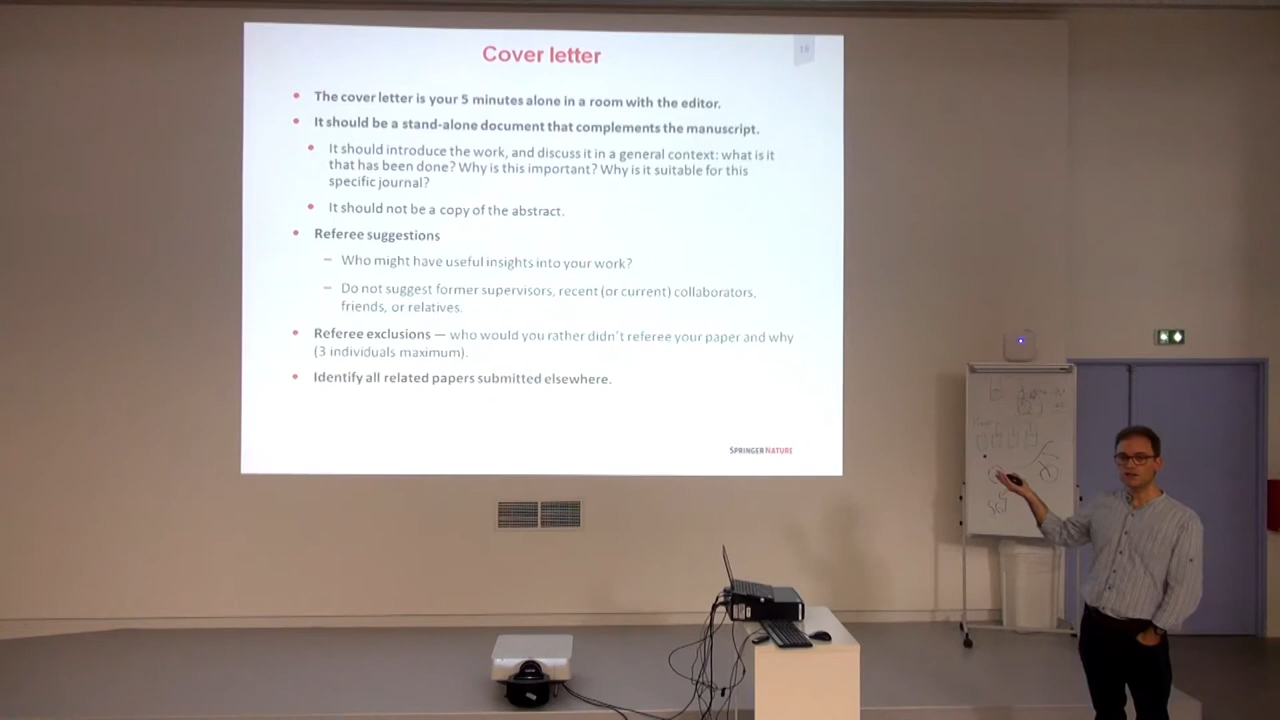 Cover letter
18
• The cover letter is your 5 minutes alone in a room with the editor.
• It should be a stand-alone document that complements the manuscript.
• It should introduce the work, and discuss it in a general context: what is it
that has been done? Why is this important? Why is it suitable for this
specific journal?
• It should not be a copy of the abstract.
• Referee suggestions
– Who might have useful insights into your work?
– Do not suggest former supervisors, recent (or current) collaborators,
friends, or relatives.
• Referee exclusions — who would you rather didn't referee your paper and why
(3 individuals maximum).
• Identify all related papers submitted elsewhere.
SPRINGER NATURE